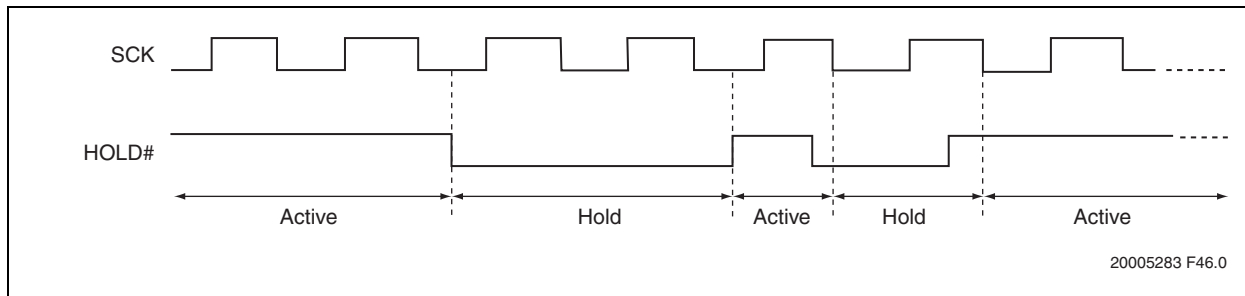 SCK
HOLD#
Active
Hold
Active
Hold
Active
20005283 F46.0